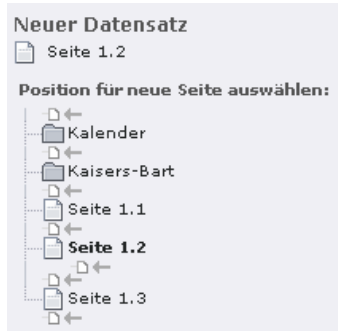 Neuer Datensatz
Seite 1.2
Position für neue Seite auswählen:
Kalender
Kaisers-Bart
Seite 1.1
Seite 1.2
Seite 1.3